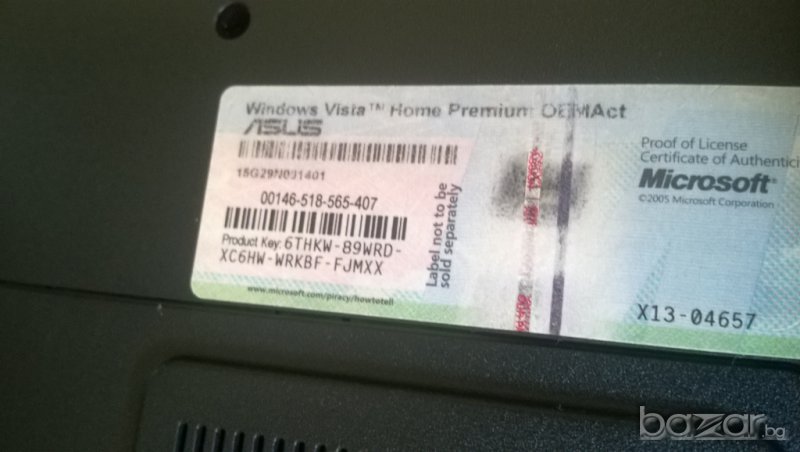 Windows Vista™ Home Premium OEMAct
ASUS
15G29N001401
00146-518-565-407
Product Key: 6THKW-89WRD-
XC6HW-WRKBF-FJMXX
www.microsoft.com/piracy/howtotell
Label not to be
sold separately
Proof of License
Certificate of Authentici
Microsoft®
©2005 Microsoft Corporation
X13-04657
bazar.bg